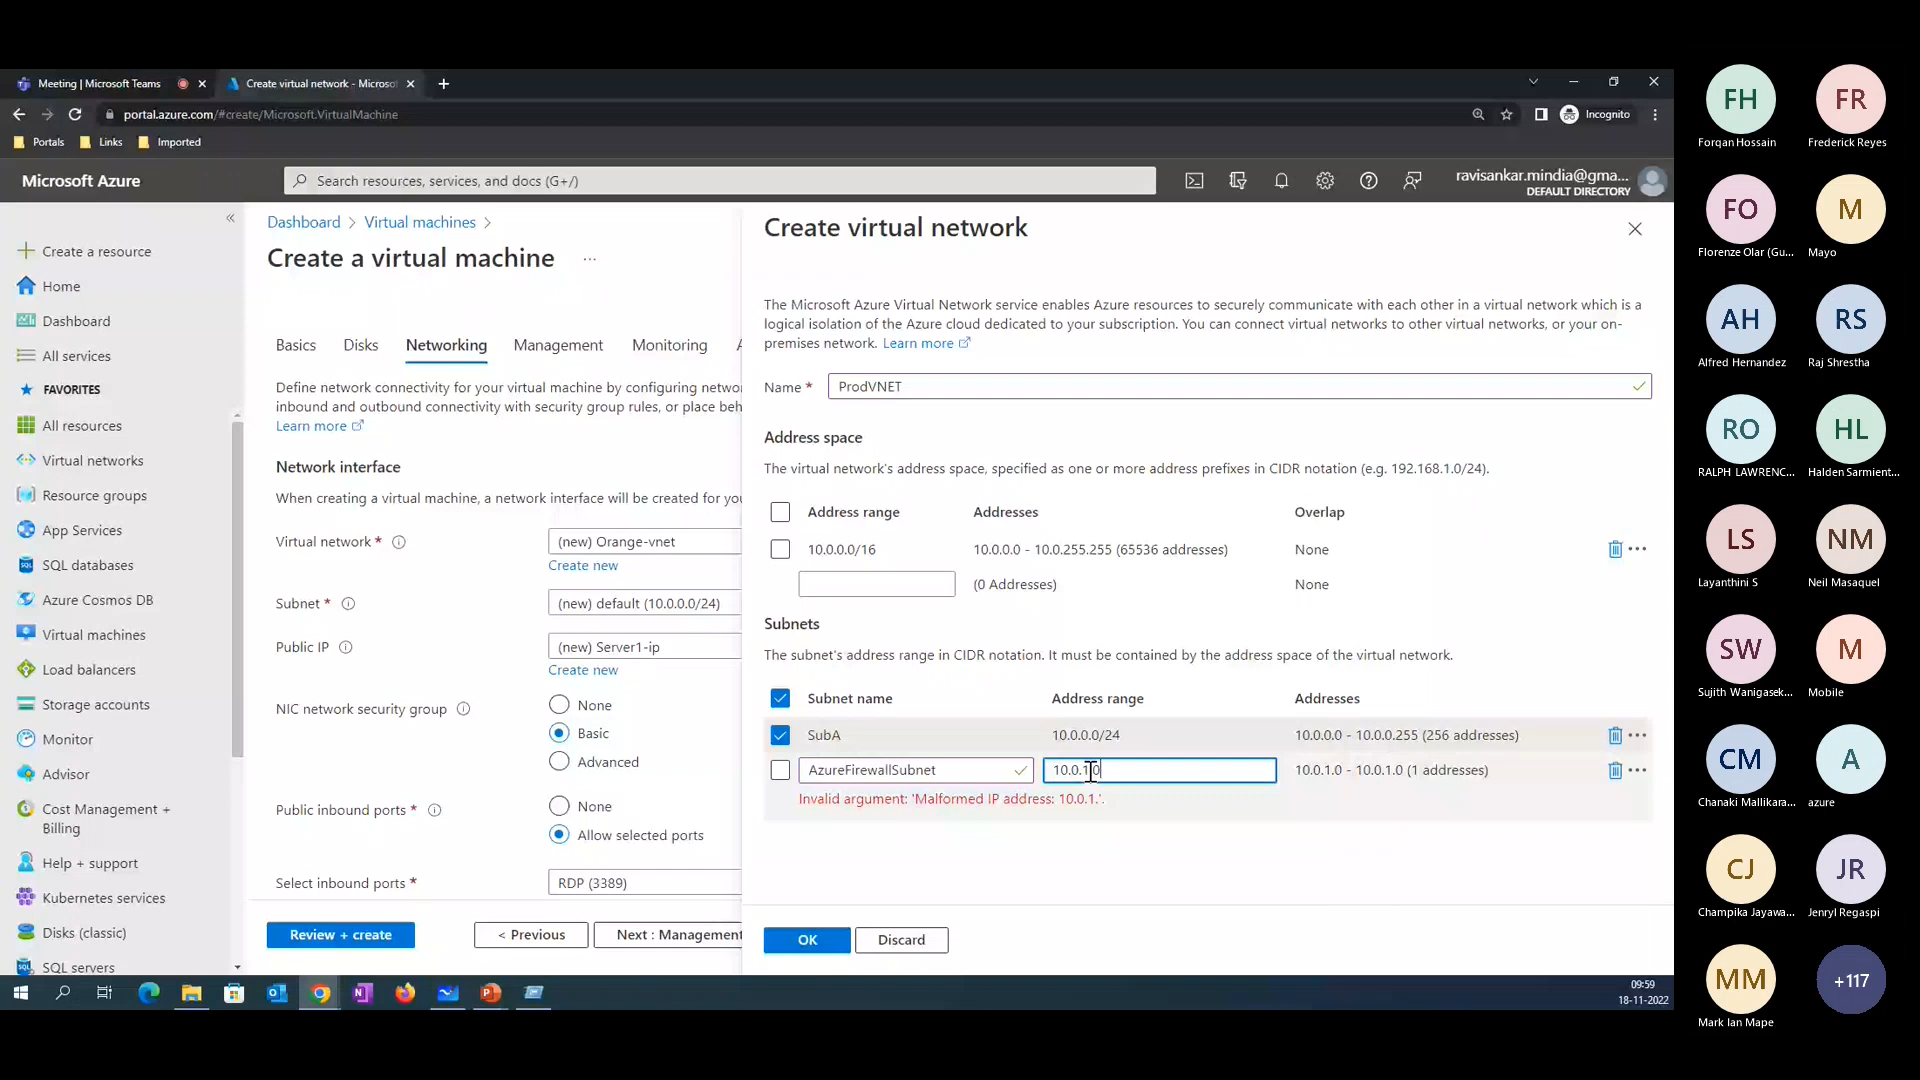 Meeting | Microsoft Teams
Create virtual network - Microso
portal.azure.com/#create/Microsoft.VirtualMachine
Incognito
Portals
Links
Imported
Microsoft Azure
Search resources, services, and docs (G+/)
ravisankar.mindia@gma...
DEFAULT DIRECTORY
Create a resource
Home
Dashboard
All services
FAVORITES
All resources
Virtual networks
Resource groups
App Services
SQL databases
Azure Cosmos DB
Virtual machines
Load balancers
Storage accounts
Monitor
Advisor
Cost Management +
Billing
Help + support
Kubernetes services
Disks (classic)
SQL servers
Dashboard > Virtual machines >
Create a virtual machine ...
Basics Disks Networking Management Monitoring A
Define network connectivity for your virtual machine by configuring netwo
inbound and outbound connectivity with security group rules, or place beh
Learn more
Network interface
When creating a virtual machine, a network interface will be created for you
Virtual network *
(new) Orange-vnet
Create new
Subnet *
(new) default (10.0.0.0/24)
Public IP
(new) Server1-ip
Create new
NIC network security group
None
Basic
Advanced
Public inbound ports *
None
Allow selected ports
Select inbound ports *
RDP (3389)
Review + create
< Previous
Next : Management
Create virtual network
The Microsoft Azure Virtual Network service enables Azure resources to securely communicate with each other in a virtual network which is a
logical isolation of the Azure cloud dedicated to your subscription. You can connect virtual networks to other virtual networks, or your on-
premises network. Learn more
Name *
ProdVNET
Address space
The virtual network's address space, specified as one or more address prefixes in CIDR notation (e.g. 192.168.1.0/24).
Address range Addresses Overlap
10.0.0.0/16 10.0.0.0 - 10.0.255.255 (65536 addresses) None
(0 Addresses) None
Subnets
The subnet's address range in CIDR notation. It must be contained by the address space of the virtual network.
Subnet name Address range Addresses
SubA 10.0.0.0/24 10.0.0.0 - 10.0.0.255 (256 addresses)
AzureFirewallSubnet 10.0.1.0 10.0.1.0 - 10.0.1.0 (1 addresses)
Invalid argument: 'Malformed IP address: 10.0.1.'.
OK
Discard
09:59
18-11-2022
FH
Forqan Hossain
FR
Frederick Reyes
FO
Florenze Olar (Gu...
M
Mayo
AH
Alfred Hernandez
RS
Raj Shrestha
RO
RALPH LAWRENC...
HL
Halden Sarmient...
LS
Layanthini S
NM
Neil Masaquel
SW
Sujith Wanigasek...
M
Mobile
CM
Chanaki Mallikara...
A
azure
CJ
Champika Jayawa...
JR
Jenryl Regaspi
MM
Mark Ian Mape
+117